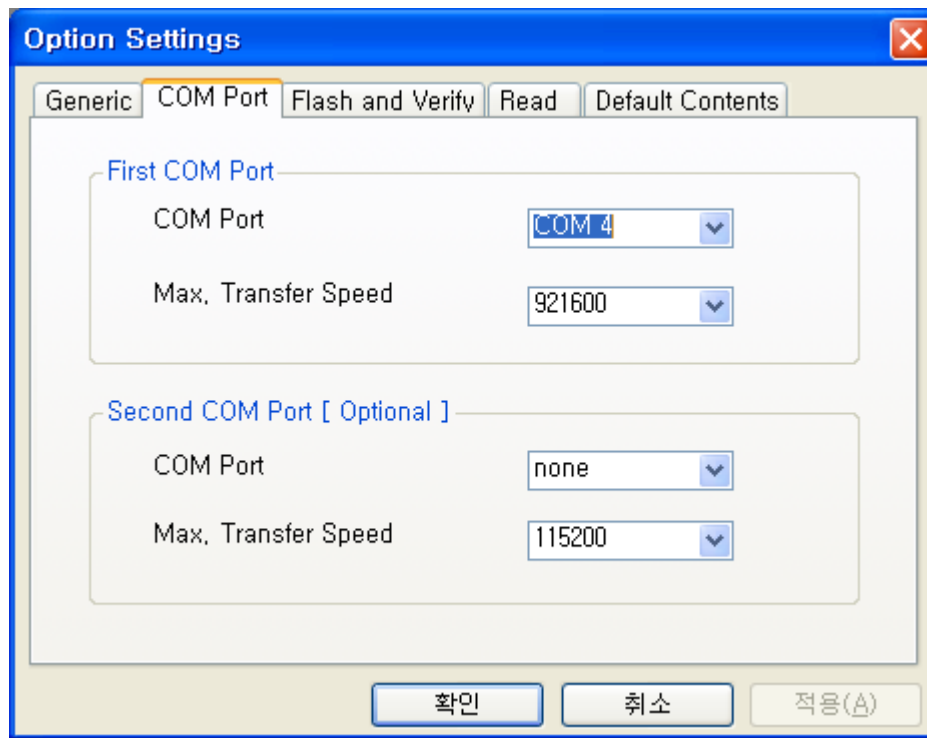 Option Settings
Generic COM Port Flash and Verify Read Default Contents
First COM Port
COM Port COM 4
Max, Transfer Speed 921600
Second COM Port [ Optional ]
COM Port none
Max, Transfer Speed 115200
확인 취소 적용(A)